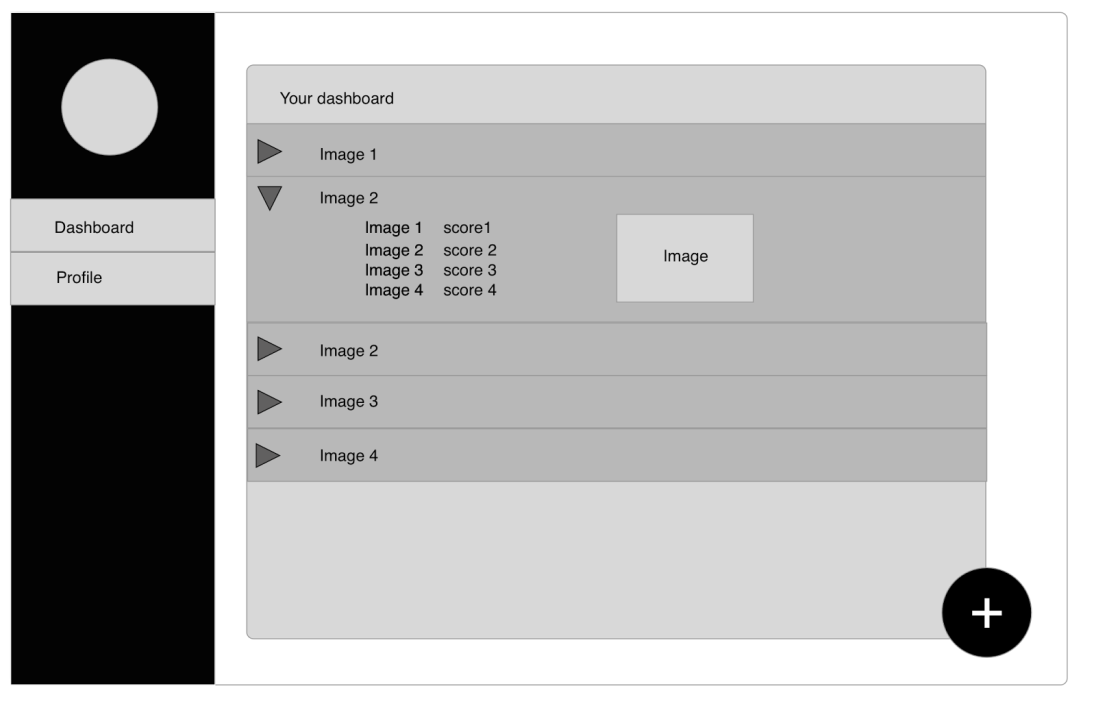 Dashboard
Profile
Your dashboard
Image 1
Image 2
Image 1 score1
Image 2 score 2
Image 3 score 3
Image 4 score 4
Image
Image 2
Image 3
Image 4
+